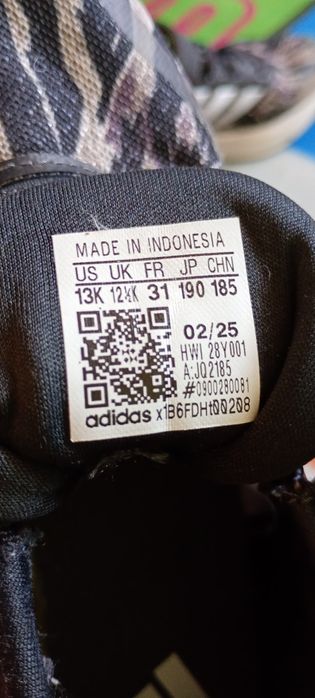 MADE IN INDONESIA
US UK FR JP CHN
13K 12½K 31 190 185
02/25
HWI 28Y001
A:JQ2185
#0900280081
adidas x1B6FDHt00208